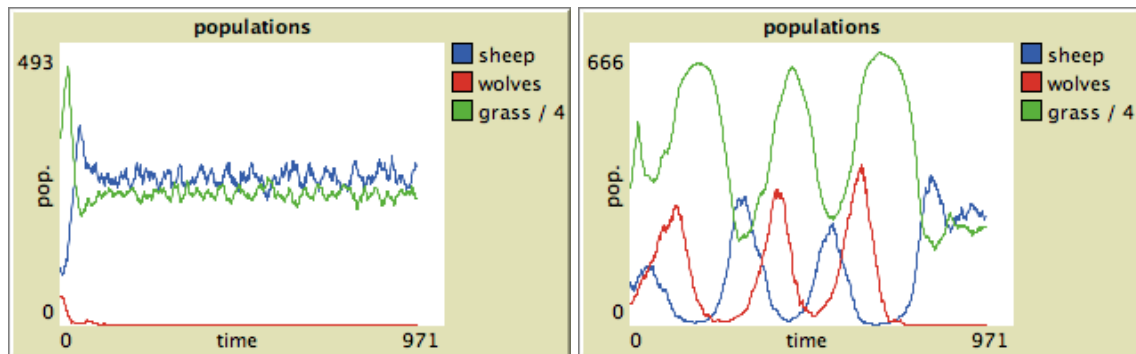 populations
493
pop.
0
0
time
971
sheep
wolves
grass / 4
populations
666
pop.
0
0
time
971
sheep
wolves
grass / 4